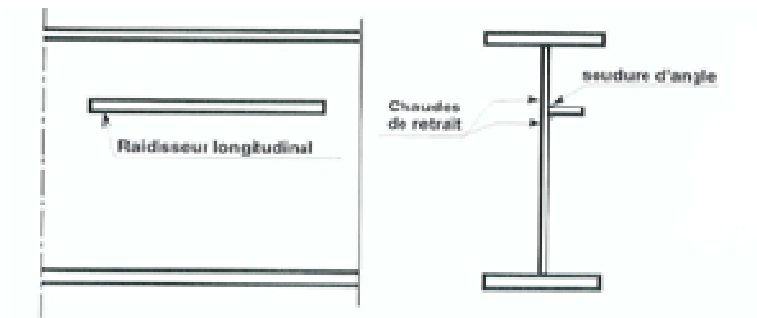 soudure d'angle
Chaudes
de retrait
Raidisseur longitudinal